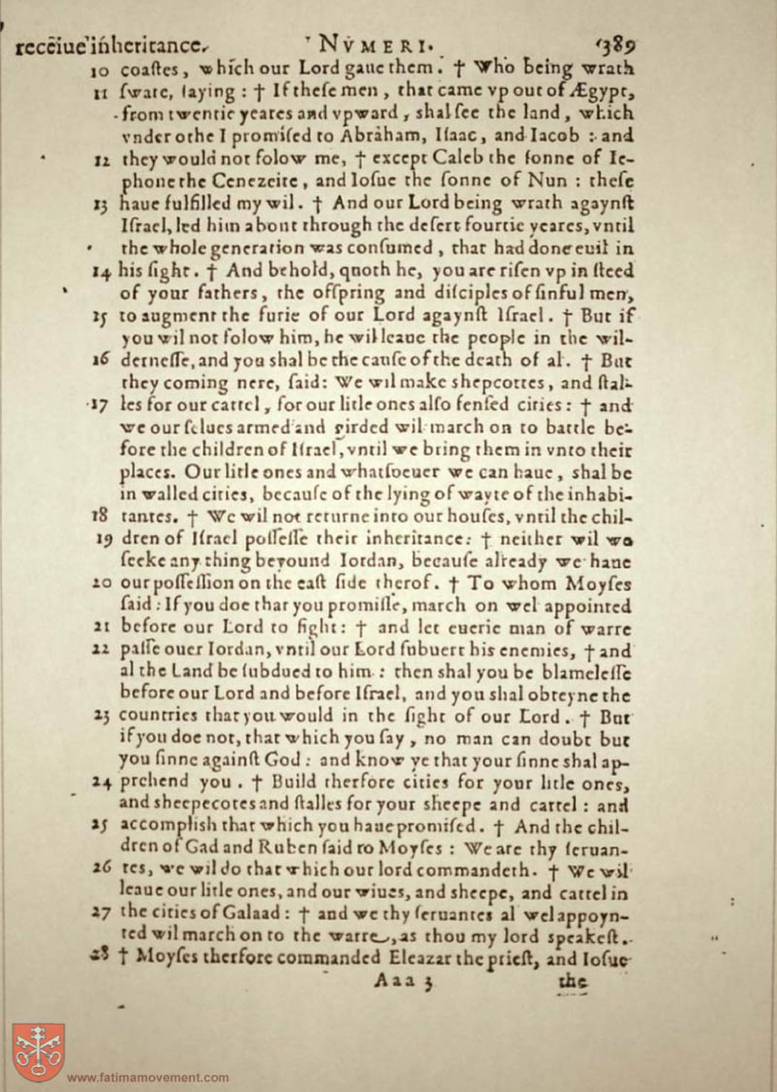 receiue inheritance. NVMERI. 389
10 coastes, which our Lord gaue them. † Who being wrath
11 sware, saying : † If these men, that came vp out of Ægypt,
from twentie yeares and vpward, shal see the land, which
vnder othe I promised to Abraham, Isaac, and Iacob : and
12 they would not folow me, † except Caleb the sonne of Ie-
phone the Cenezeite, and Iosue the sonne of Nun : these
13 haue fulfilled my wil. † And our Lord being wrath agaynst
Israel, led him about through the desert fourtie yeares, vntil
the whole generation was consumed, that had done euil in
14 his sight. † And behold, quoth he, you are risen vp in steed
of your fathers, the ofspring and disciples of sinful men,
15 to augment the furie of our Lord agaynst Israel. † But if
you wil not folow him, he wil leaue the people in the wil-
16 dernesse, and you shal be the cause of the death of al. † But
they coming nere, said: We wil make shepcottes, and stal-
17 les for our cattel, for our litle ones also fensed cities : † and
we our selues armed and girded wil march on to battle be-
fore the children of Israel, vntil we bring them in vnto their
places. Our litle ones and whatsoeuer we can haue, shal be
in walled cities, because of the lying of wayte of the inhabi-
18 tantes. † We wil not returne into our houses, vntil the chil-
19 dren of Israel possesse their inheritance: † neither wil we
seeke any thing beyound Iordan, because already we haue
20 our possession on the east side therof. † To whom Moyses
said : If you doe that you promisse, march on wel appointed
21 before our Lord to fight: † and let euerie man of warre
22 passe ouer Iordan, vntil our Lord subuert his enemies, † and
al the Land be subdued to him : then shal you be blamelesse
before our Lord and before Israel, and you shal obteyne the
23 countries that you would in the sight of our Lord. † But
if you doe not, that which you say, no man can doubt but
you sinne against God : and know ye that your sinne shal ap-
24 prehend you. † Build therfore cities for your litle ones,
and sheepecotes and stalles for your sheepe and cattel : and
25 accomplish that which you haue promised. † And the chil-
dren of Gad and Ruben said to Moyses : We are thy seruan-
26 tes, we wil do that which our lord commandeth. † We wil
leaue our litle ones, and our wiues, and sheepe, and cattel in
27 the cities of Galaad : † and we thy seruantes al wel appoyn-
ted wil march on to the warre, as thou my lord speakest.
28 † Moyses therfore commanded Eleazar the priest, and Iosue
Aaa 3 the
www.fatimamovement.com